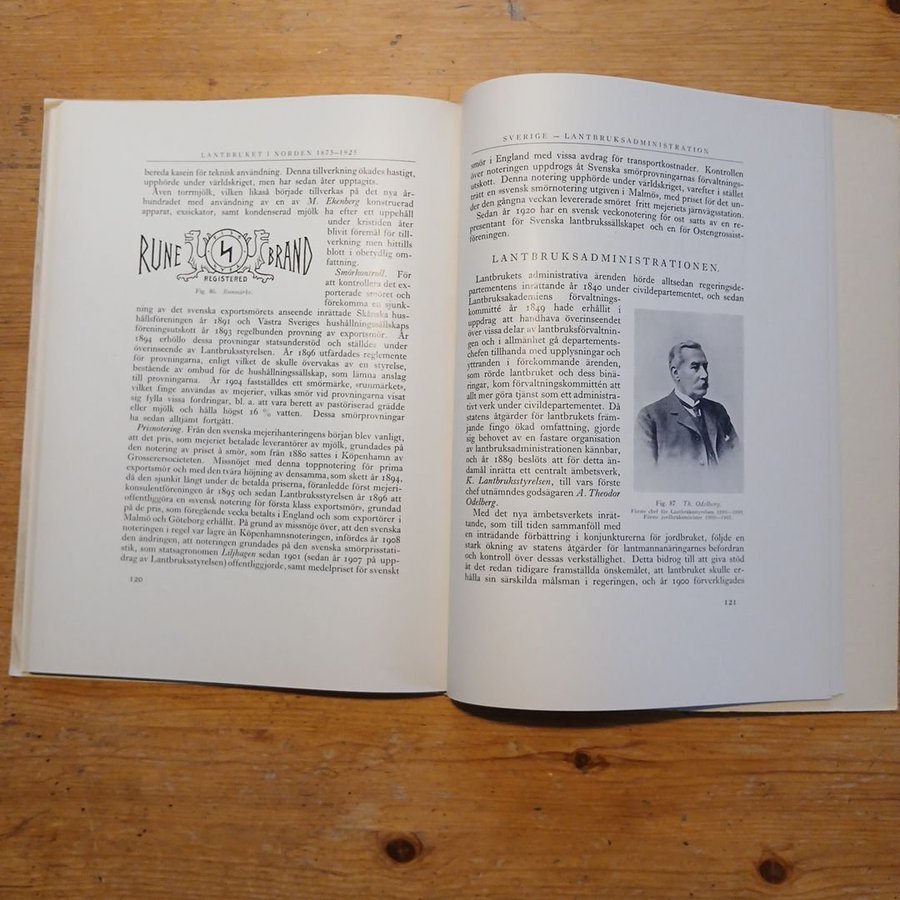 LANTBRUKET I NORDEN 1875–1925
bereda kasein för teknisk användning. Denna tillverkning ökades hastigt,
upphörde under världskriget, men har sedan åter upptagits.
Även torrmjölk, vilken likaså började tillverkas på det nya år-
hundradet med användning av en av M. Ekenberg konstruerad
apparat, exsickator, samt kondenserad mjölk ha efter ett uppehåll
under kristiden åter
blivit föremål för till-
verkning men hittills
blott i obetydlig om-
fattning.
RUNE BRAND
REGISTERED
Fig. 86. Runmärke.
Smörkontroll. För
att kontrollera det ex-
porterade smöret och
förekomma en sjunk-
ning av det svenska exportsmörets anseende inrättade Skånska hus-
hållsföreningen år 1891 och Västra Sveriges hushållningssällskaps
föreningsutskott år 1893 regelbunden provning av exportsmör. År
1894 erhöllo dessa provningar statsunderstöd och ställdes under
överinseende av Lantbruksstyrelsen. År 1896 utfärdades reglemente
för provningarna, enligt vilket de skulle övervakas av en styrelse,
bestående av ombud för de hushållningssällskap, som lämna anslag
till provningarna. År 1904 fastställdes ett smörmärke, »runmärket»,
vilket finge användas av mejerier, vilkas smör vid provningarna visat
sig fylla vissa fordringar, bl. a. att vara berett av pastöriserad grädde
eller mjölk och hålla högst 16 % vatten. Dessa smörprovningar
ha sedan alltjämt fortgått.
Prisnotering. Från den svenska mejerihanteringens början blev vanligt,
att det pris, som mejeriet betalade leverantörer av mjölk, grundades på
den notering av priset å smör, som från 1880 sattes i Köpenhamn av
Grosserersocieteten. Missnöjet med denna toppnotering för prima
exportsmör och med den tvära höjning av densamma, som skett år 1894,
då den sjunkit långt under de betalda priserna, föranledde först mejeri-
konsulentföreningen år 1895 och sedan Lantbruksstyrelsen år 1896 att
offentliggöra en »svensk notering för första klass exportsmör», grundad
på de pris, som föregående vecka betalts i England och som exportörer i
Malmö och Göteborg erhållit. På grund av missnöje över, att den svenska
noteringen i regel var lägre än Köpenhamnsnoteringen, infördes år 1908
den ändringen, att noteringen grundades på den svenska smörprisstati-
stik, som statsagronomen Liljhagen sedan 1901 (sedan år 1907 på upp-
drag av Lantbruksstyrelsen) offentliggjorde, samt medelpriset för svenskt
120
SVERIGE — LANTBRUKSADMINISTRATION
smör i England med vissa avdrag för transportkostnader. Kontrollen
över noteringen uppdrogs åt Svenska smörprovningarnas förvaltnings-
utskott. Denna notering upphörde under världskriget, varefter i stället
trätt en »svensk smörnotering utgiven i Malmö», med priset för det un-
der den gångna veckan levererade smöret, fritt mejeriets järnvägsstation.
Sedan år 1920 har en svensk veckonotering för ost satts av en re-
presentant för Svenska lantbrukssällskapet och en för Ostengrossist-
föreningen.
LANTBRUKSADMINISTRATIONEN.
Lantbrukets administrativa ärenden hörde alltsedan regeringsde-
partementens inrättande år 1840 under civildepartementet, och sedan
Lantbruksakademiens förvaltnings-
kommitté år 1849 hade erhållit i
uppdrag att handhava överinseendet
över vissa delar av lantbruksförvaltnin-
gen och i allmänhet gå departements-
chefen tillhanda med upplysningar och
yttranden i förekommande ärenden,
som rörde lantbruket och dess binä-
ringar, kom förvaltningskommittén att
allt mer göra tjänst som ett administra-
tivt verk under civildepartementet. Då
statens åtgärder för lantbrukets främ-
jande fingo ökad omfattning, gjorde
sig behovet av en fastare organisation
av lantbruksadministrationen kännbar,
och år 1889 beslöts att för detta än-
damål inrätta ett centralt ämbetsverk,
K. Lantbruksstyrelsen, till vars förste
chef utnämndes godsägaren A. Theodor
Odelberg.
Fig. 87. Th. Odelberg.
Förste chef för Lantbruksstyrelsen
Förste jordbruksminister
Med det nya ämbetsverkets inrät-
tande, som till tiden sammanföll med
en inträdande förbättring i konjunkturerna för jordbruket, följde en
stark ökning av statens åtgärder för lantmannanäringarnes befordran
och kontroll över dessas verkställighet. Detta bidrog till att giva stöd
åt det redan tidigare framställda önskemålet, att lantbruket skulle er-
hålla sin särskilda målsman i regeringen, och år 1900 förverkligades
121